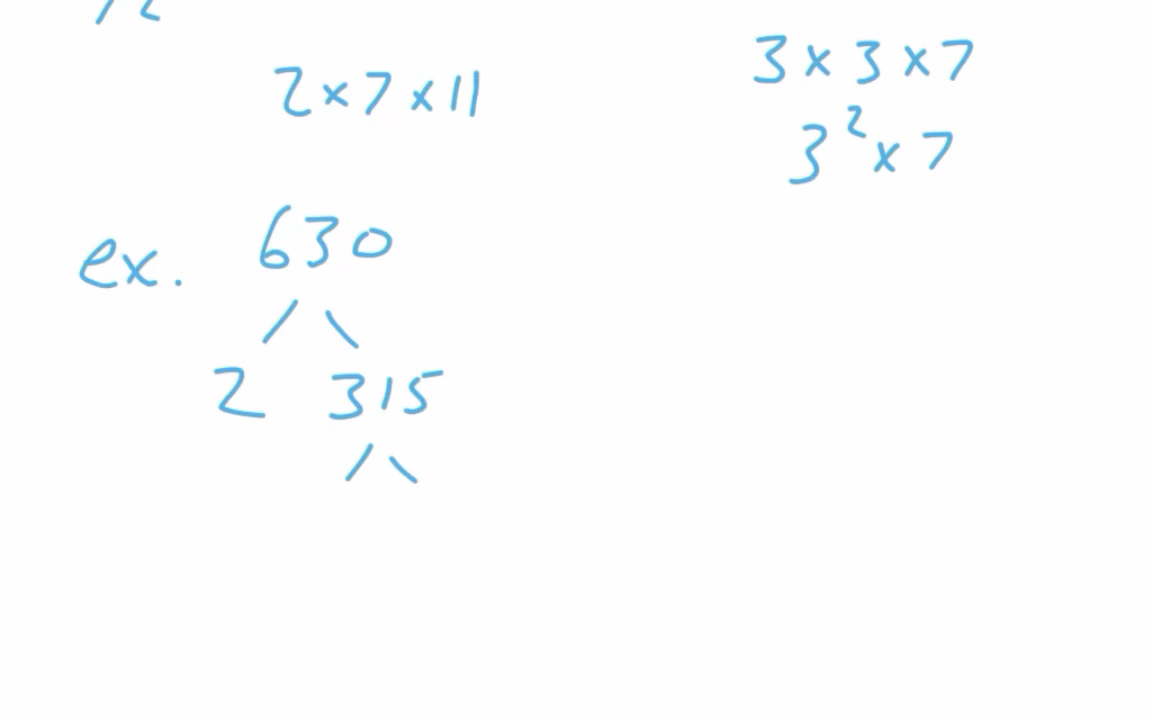 2 × 7 × 11
3 × 3 × 7
3² × 7
ex. 630
2 315